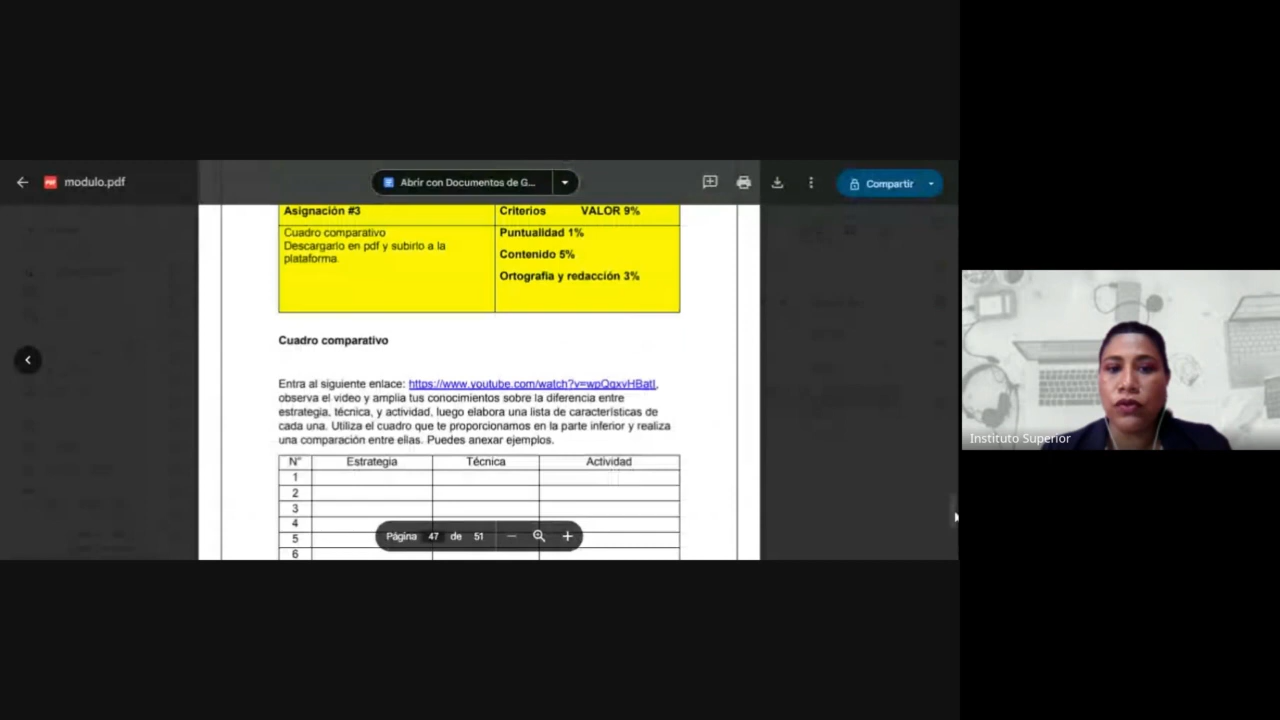 modulo.pdf
Abrir con Documentos de G...
Compartir
Asignación #3
Criterios VALOR 9%
Cuadro comparativo
Descargarlo en pdf y subirlo a la
plataforma.
Puntualidad 1%
Contenido 5%
Ortografía y redacción 3%
Cuadro comparativo
Entra al siguiente enlace: https://www.youtube.com/watch?v=wpQqxvHBatI,
observa el video y amplia tus conocimientos sobre la diferencia entre
estrategia, técnica, y actividad, luego elabora una lista de características de
cada una. Utiliza el cuadro que te proporcionamos en la parte inferior y realiza
una comparación entre ellas. Puedes anexar ejemplos.
N° Estrategia Técnica Actividad
1
2
3
4
5
6
Página 47 de 51
Instituto Superior